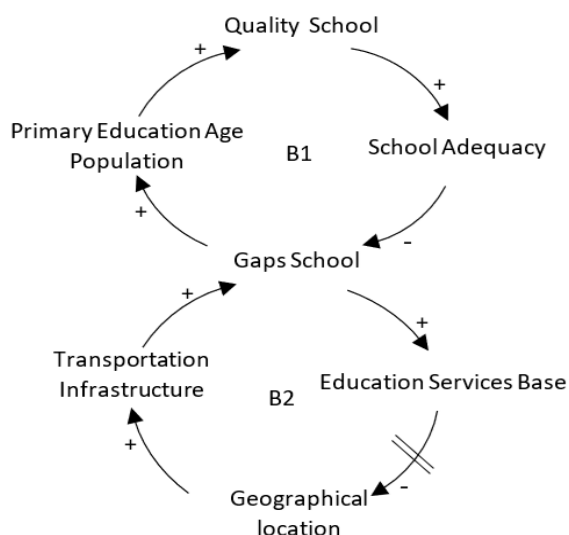 Quality School
+
+
Primary Education Age
Population
B1
School Adequacy
+
-
Gaps School
+
+
Transportation
Infrastructure
B2
Education Services Base
+
-
Geographical
location